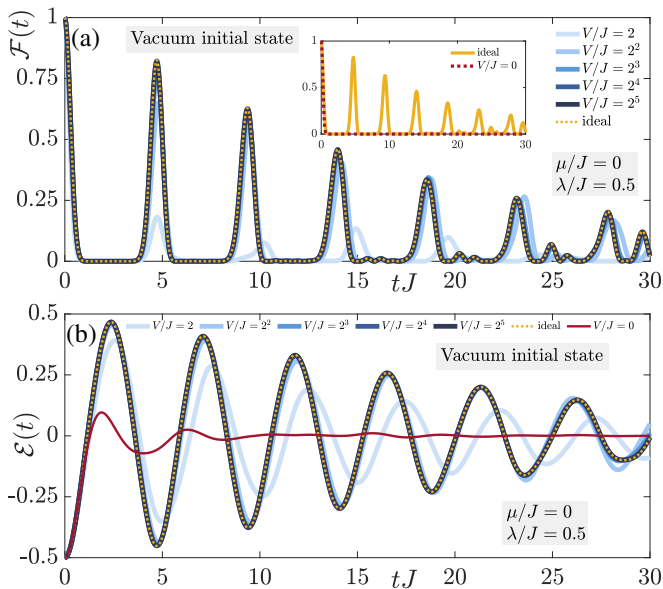 (a)
Vacuum initial state
ℱ(t)
1
0.75
0.5
0.25
0
1
0.5
0
0
10
20
30
ideal
V/J = 0
V/J = 2
V/J = 2²
V/J = 2³
V/J = 2⁴
V/J = 2⁵
ideal
μ/J = 0
λ/J = 0.5
0
5
10
15
20
25
30
tJ
(b)
V/J = 2
V/J = 2²
V/J = 2³
V/J = 2⁴
V/J = 2⁵
ideal
V/J = 0
Vacuum initial state
ℰ(t)
0.5
0.25
0
-0.25
-0.5
μ/J = 0
λ/J = 0.5
0
5
10
15
20
25
30
tJ